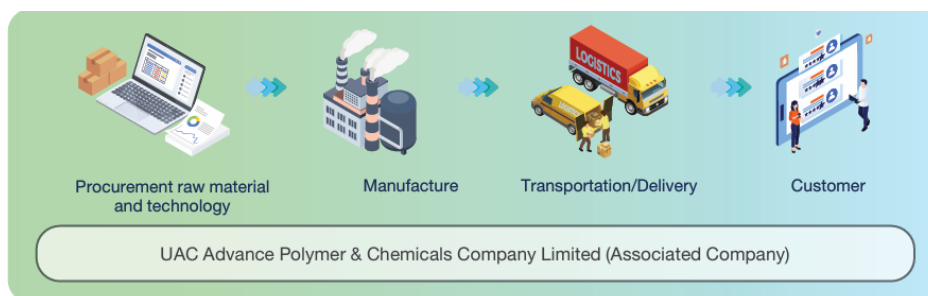 LOGISTICS
Procurement raw material
and technology
Manufacture
Transportation/Delivery
Customer
UAC Advance Polymer & Chemicals Company Limited (Associated Company)